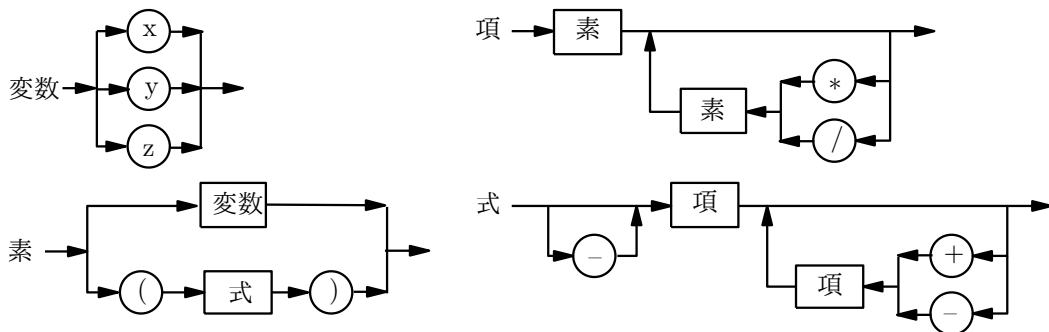 変数 x y z
項 素 素 * /
素 変数 ( 式 )
式 − 項 項 + −